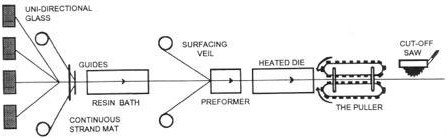 UNI-DIRECTIONAL
GLASS
GUIDES
RESIN BATH
CONTINUOUS
STRAND MAT
SURFACING
VEIL
PREFORMER
HEATED DIE
THE PULLER
CUT-OFF
SAW